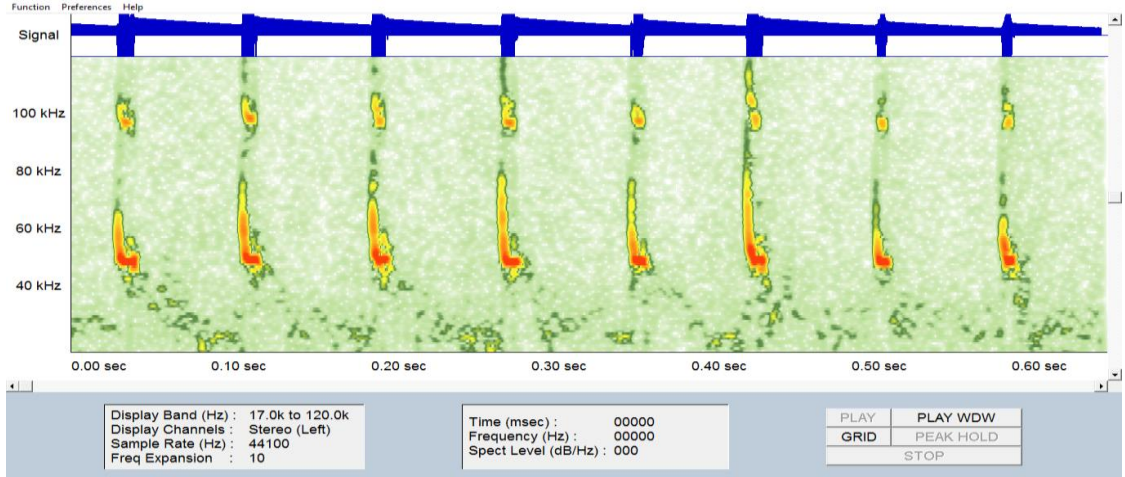 Function Preferences Images Help
Signal
100 kHz
80 kHz
60 kHz
40 kHz
0.00 sec 0.10 sec 0.20 sec 0.30 sec 0.40 sec 0.50 sec 0.60 sec
Display Band (Hz) : 17.0k to 120.0k
Display Channels : Stereo (Left)
Sample Rate (Hz) : 44100
Freq Expansion : 10
Time (msec) : 00000
Frequency (Hz) : 00000
Spect Level (dB/Hz) : 000
PLAY PLAY WDW
GRID PEAK HOLD
STOP